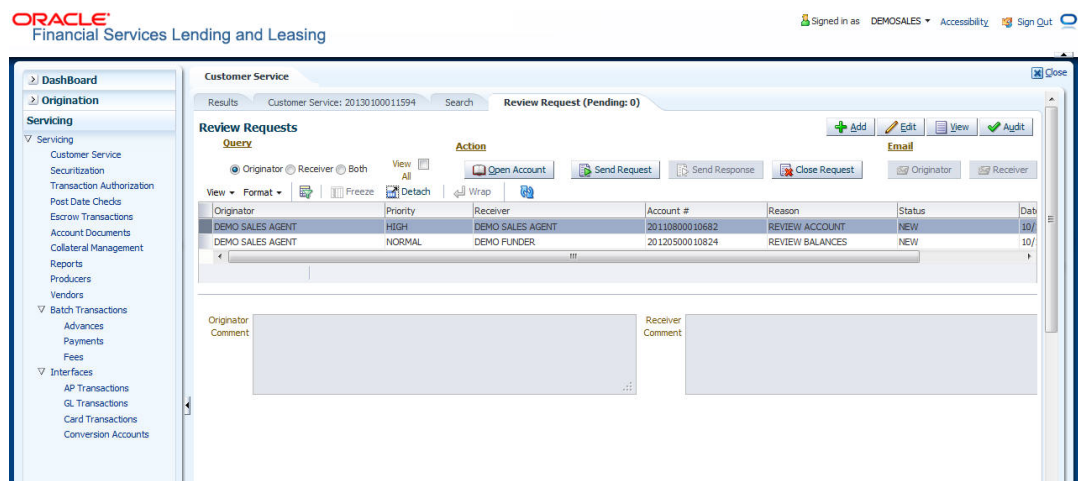 ORACLE
Financial Services Lending and Leasing
Signed in as DEMOSALES Accessibility Sign Out
Close
DashBoard
Origination
Servicing
Servicing
Customer Service
Securitization
Transaction Authorization
Post Date Checks
Escrow Transactions
Account Documents
Collateral Management
Reports
Producers
Vendors
Batch Transactions
Advances
Payments
Fees
Interfaces
AP Transactions
GL Transactions
Card Transactions
Conversion Accounts
Customer Service
Results Customer Service: 20130100011594 Search Review Request (Pending: 0)
Review Requests
Add Edit View Audit
Query Action Email
Originator Receiver Both View All Open Account Send Request Send Response Close Request Originator Receiver
View Format Freeze Detach Wrap
Originator Priority Receiver Account # Reason Status Dat
DEMO SALES AGENT HIGH DEMO SALES AGENT 20110800010682 REVIEW ACCOUNT NEW 10/
DEMO SALES AGENT NORMAL DEMO FUNDER 20120500010824 REVIEW BALANCES NEW 10/
Originator Comment
Receiver Comment